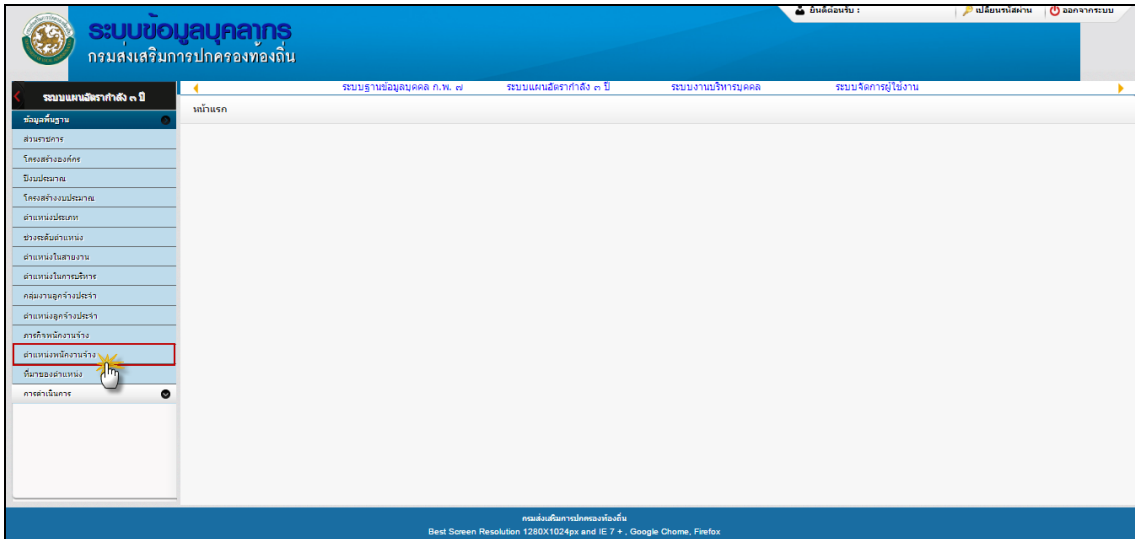 ยินดีต้อนรับ :
เปลี่ยนรหัสผ่าน
ออกจากระบบ
ระบบข้อมูลบุคลากร
กรมส่งเสริมการปกครองท้องถิ่น
ระบบแผนอัตรากำลัง ๓ ปี
ระบบฐานข้อมูลบุคคล ก.พ. ๗ ระบบแผนอัตรากำลัง ๓ ปี ระบบงานบริหารบุคคล ระบบจัดการผู้ใช้งาน
หน้าแรก
ข้อมูลพื้นฐาน
ส่วนราชการ
โครงสร้างองค์กร
ปีงบประมาณ
โครงสร้างงบประมาณ
ตำแหน่งประเภท
ช่วงระดับตำแหน่ง
ตำแหน่งในสายงาน
ตำแหน่งในการบริหาร
กลุ่มงานลูกจ้างประจำ
ตำแหน่งลูกจ้างประจำ
ภารกิจพนักงานจ้าง
ตำแหน่งพนักงานจ้าง
ที่มาของตำแหน่ง
การดำเนินการ
กรมส่งเสริมการปกครองท้องถิ่น
Best Screen Resolution 1280X1024px and IE 7 + , Google Chome, Firefox